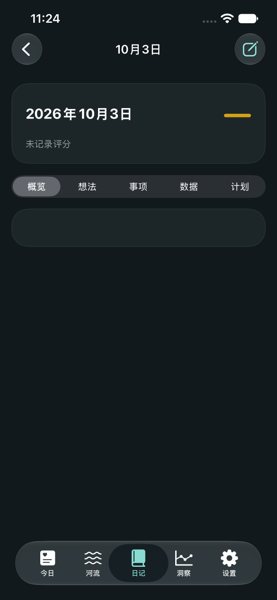 11:24
10月3日
2026年10月3日
未记录评分
概览 想法 事项 数据 计划
今日 河流 日记 洞察 设置